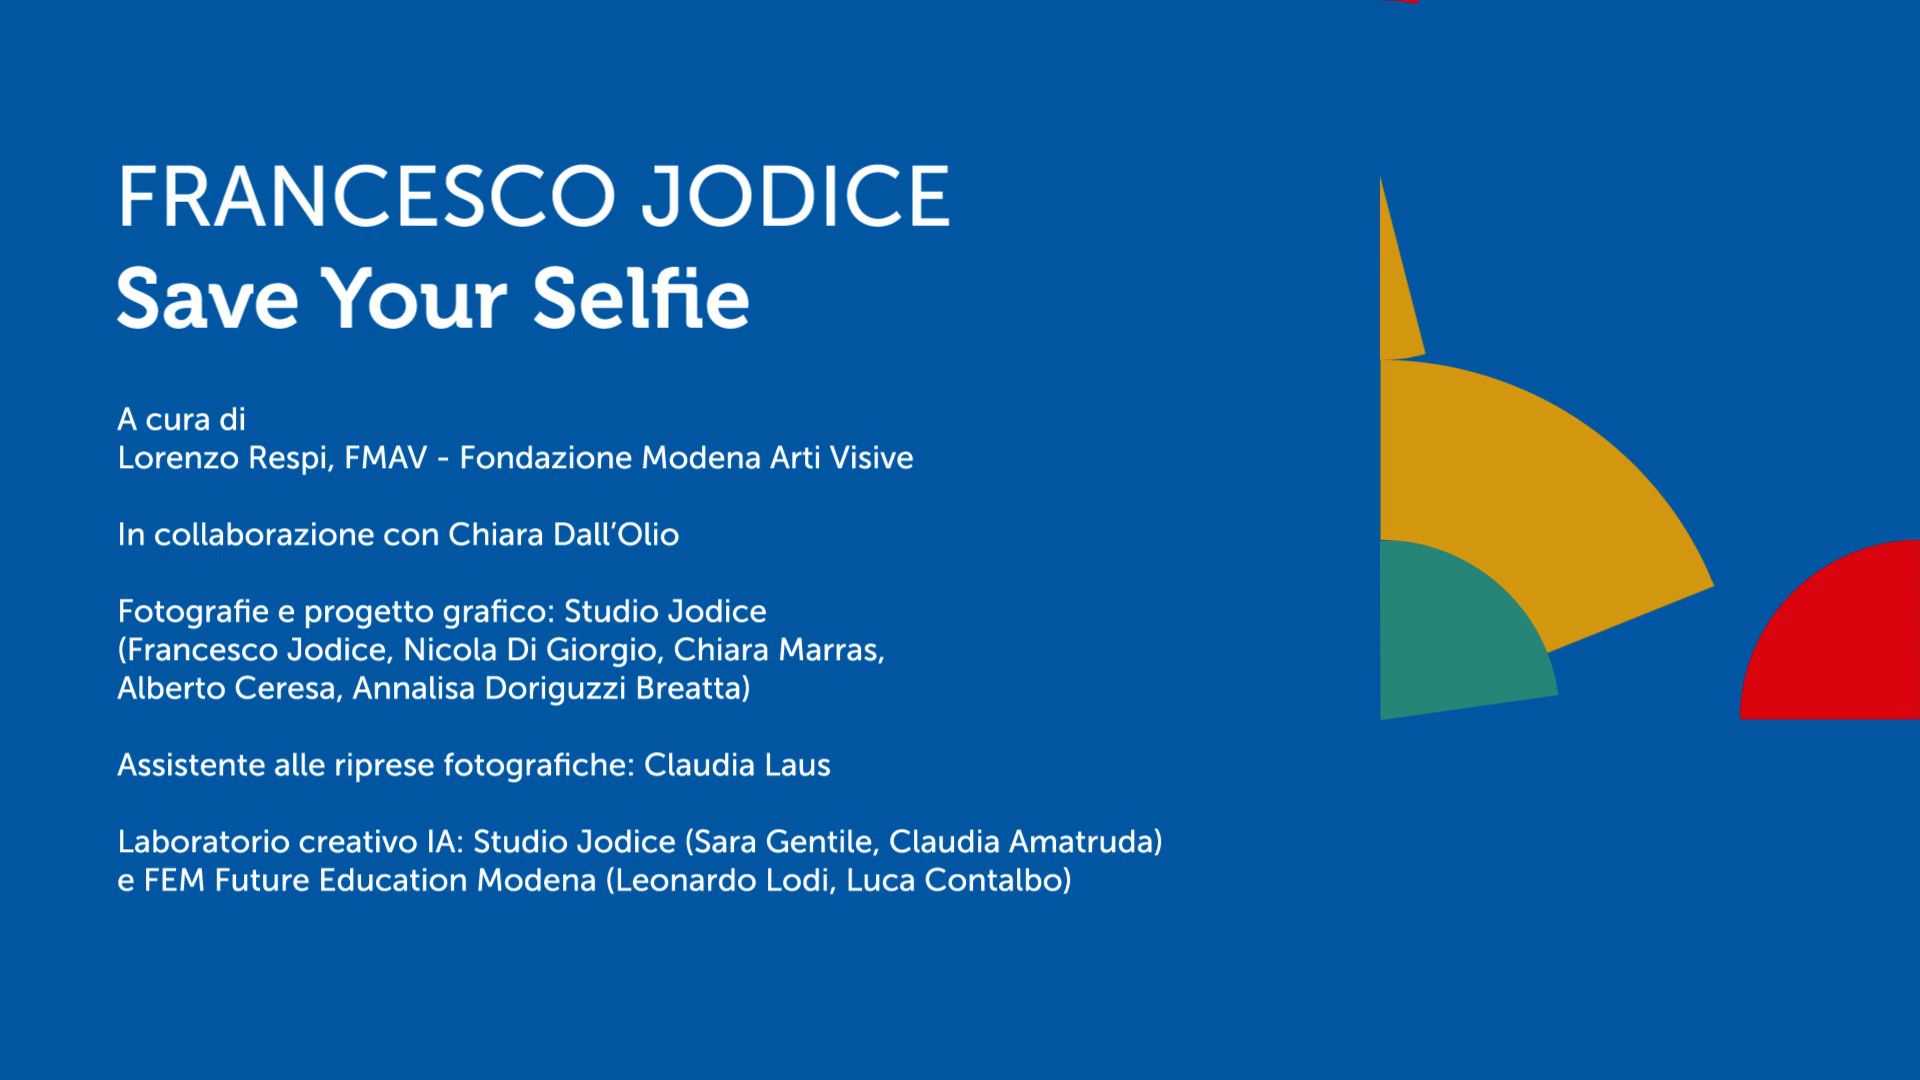 FRANCESCO JODICE
Save Your Selfie
A cura di
Lorenzo Respi, FMAV - Fondazione Modena Arti Visive
In collaborazione con Chiara Dall’Olio
Fotografie e progetto grafico: Studio Jodice
(Francesco Jodice, Nicola Di Giorgio, Chiara Marras,
Alberto Ceresa, Annalisa Doriguzzi Breatta)
Assistente alle riprese fotografiche: Claudia Laus
Laboratorio creativo IA: Studio Jodice (Sara Gentile, Claudia Amatruda)
e FEM Future Education Modena (Leonardo Lodi, Luca Contalbo)